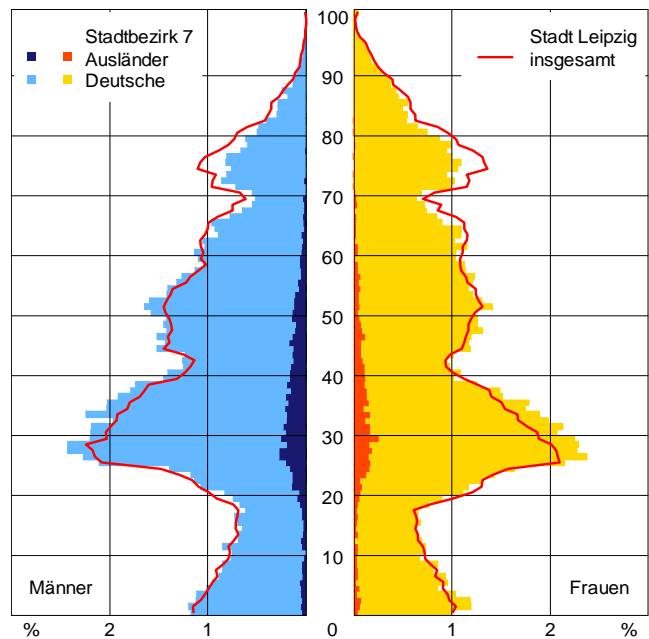 100
Stadtbezirk 7
Ausländer
Deutsche
Stadt Leipzig
insgesamt
90
80
70
60
50
40
30
20
10
Männer
Frauen
% 2 1 0 1 2 %